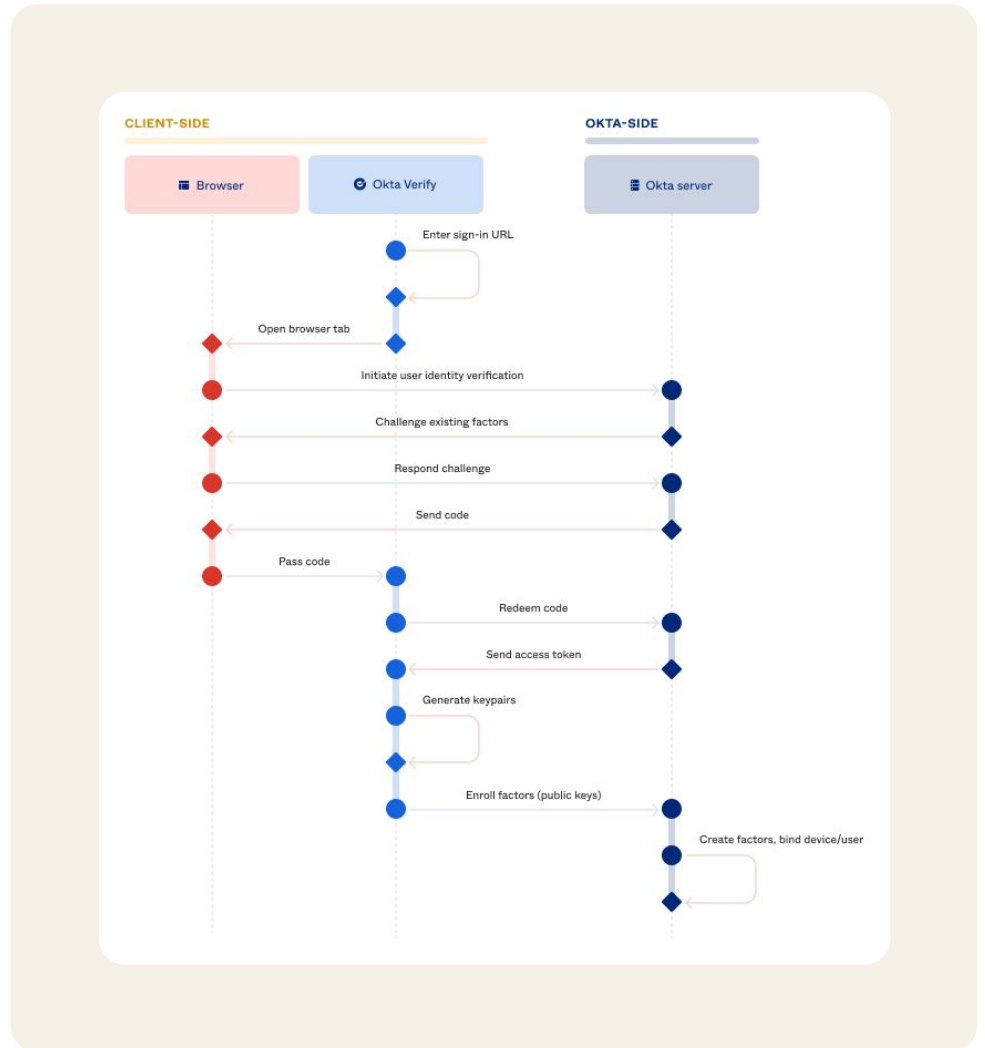 CLIENT-SIDE
OKTA-SIDE
Browser
Okta Verify
Okta server
Enter sign-in URL
Open browser tab
Initiate user identity verification
Challenge existing factors
Respond challenge
Send code
Pass code
Redeem code
Send access token
Generate keypairs
Enroll factors (public keys)
Create factors, bind device/user